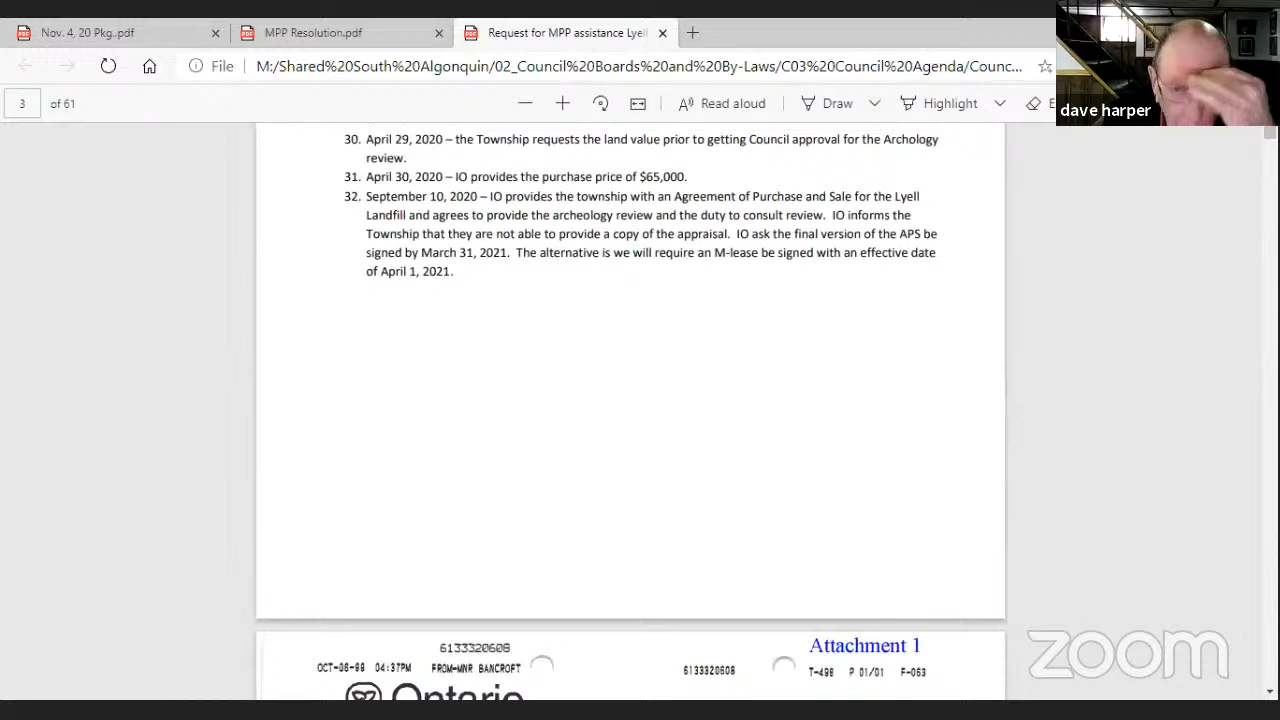 Nov. 4, 20 Pkg..pdf
MPP Resolution.pdf
Request for MPP assistance Lyell
File
M:/Shared%20South%20Algonquin/02_Council%20Boards%20and%20By-Laws/C03%20Council%20Agenda/Counc...
3 of 61
Read aloud
Draw
Highlight
E
dave harper
30. April 29, 2020 – the Township requests the land value prior to getting Council approval for the Archology
review.
31. April 30, 2020 – IO provides the purchase price of $65,000.
32. September 10, 2020 – IO provides the township with an Agreement of Purchase and Sale for the Lyell
Landfill and agrees to provide the archeology review and the duty to consult review. IO informs the
Township that they are not able to provide a copy of the appraisal. IO ask the final version of the APS be
signed by March 31, 2021. The alternative is we will require an M-lease be signed with an effective date
of April 1, 2021.
6133320608
Attachment 1
OCT-06-98 04:37PM FROM-MNR BANCROFT
6133320608
T-498 P 01/01 F-063
Ontario
zoom